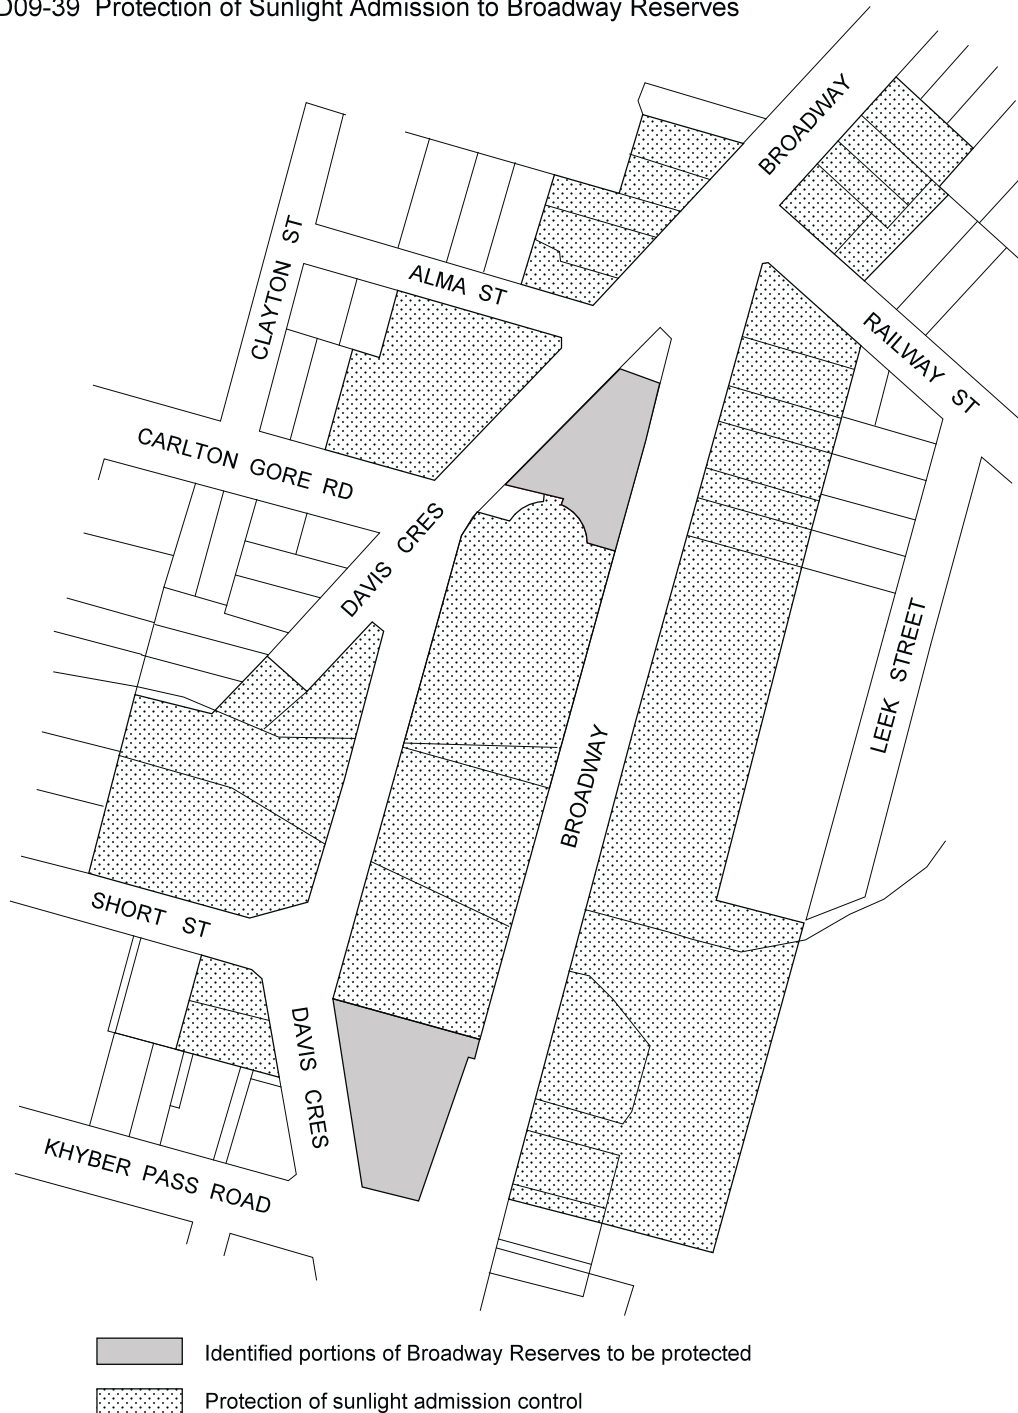 D09-39 Protection of Sunlight Admission to Broadway Reserves
BROADWAY
CLAYTON ST
ALMA ST
RAILWAY ST
CARLTON GORE RD
DAVIS CRES
LEEK STREET
BROADWAY
SHORT ST
DAVIS CRES
KHYBER PASS ROAD
Identified portions of Broadway Reserves to be protected
Protection of sunlight admission control